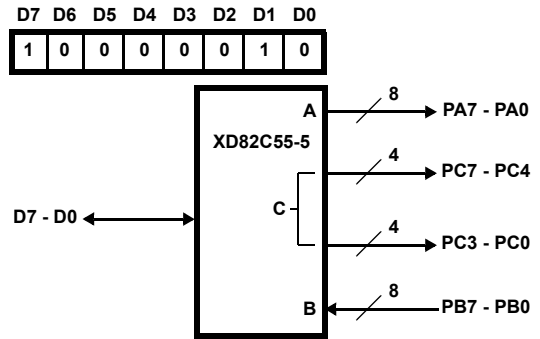 D7 D6 D5 D4 D3 D2 D1 D0
1 0 0 0 0 0 1 0
A
8
PA7 - PA0
XD82C55-5
4
PC7 - PC4
C
D7 - D0
4
PC3 - PC0
B
8
PB7 - PB0